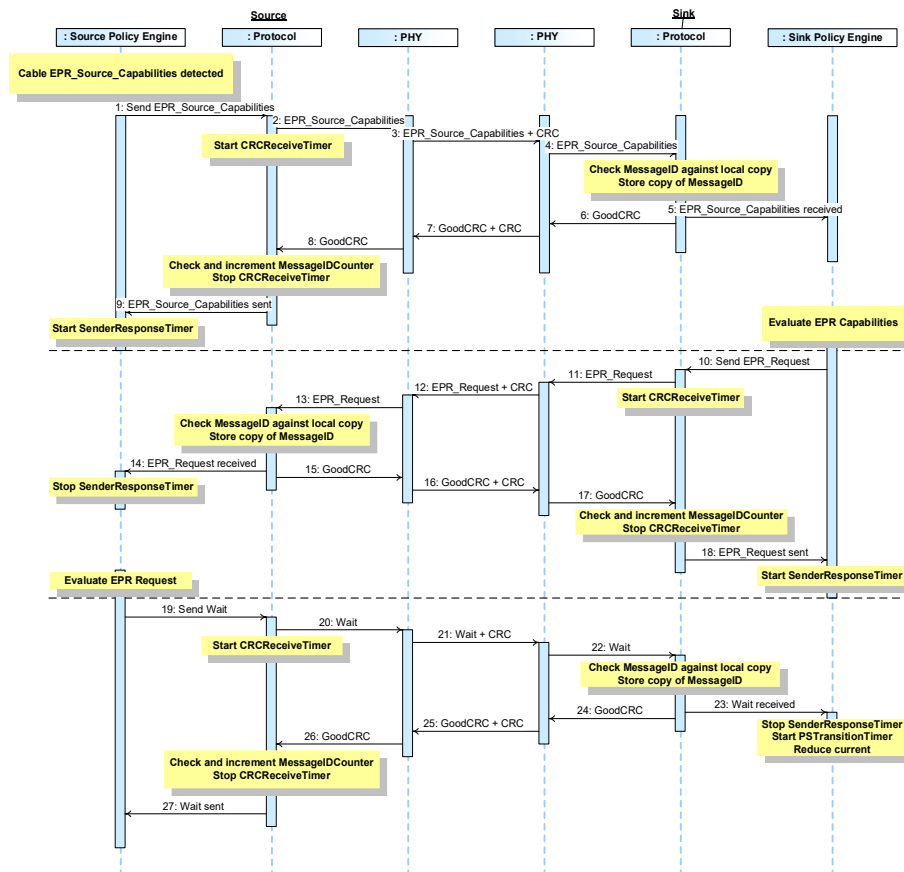 Source
Sink
: Source Policy Engine
: Protocol
: PHY
: PHY
: Protocol
: Sink Policy Engine
Cable EPR_Source_Capabilities detected
1: Send EPR_Source_Capabilities
2: EPR_Source_Capabilities
3: EPR_Source_Capabilities + CRC
Start CRCReceiveTimer
4: EPR_Source_Capabilities
Check MessageID against local copy
Store copy of MessageID
5: EPR_Source_Capabilities received
6: GoodCRC
7: GoodCRC + CRC
8: GoodCRC
Check and increment MessageIDCounter
Stop CRCReceiveTimer
9: EPR_Source_Capabilities sent
Start SenderResponseTimer
Evaluate EPR Capabilities
10: Send EPR_Request
11: EPR_Request
Start CRCReceiveTimer
12: EPR_Request + CRC
13: EPR_Request
Check MessageID against local copy
Store copy of MessageID
14: EPR_Request received
Stop SenderResponseTimer
15: GoodCRC
16: GoodCRC + CRC
17: GoodCRC
Check and increment MessageIDCounter
Stop CRCReceiveTimer
18: EPR_Request sent
Start SenderResponseTimer
Evaluate EPR Request
19: Send Wait
20: Wait
Start CRCReceiveTimer
21: Wait + CRC
22: Wait
Check MessageID against local copy
Store copy of MessageID
23: Wait received
Stop SenderResponseTimer
Start PSTransitionTimer
Reduce current
24: GoodCRC
25: GoodCRC + CRC
26: GoodCRC
Check and increment MessageIDCounter
Stop CRCReceiveTimer
27: Wait sent